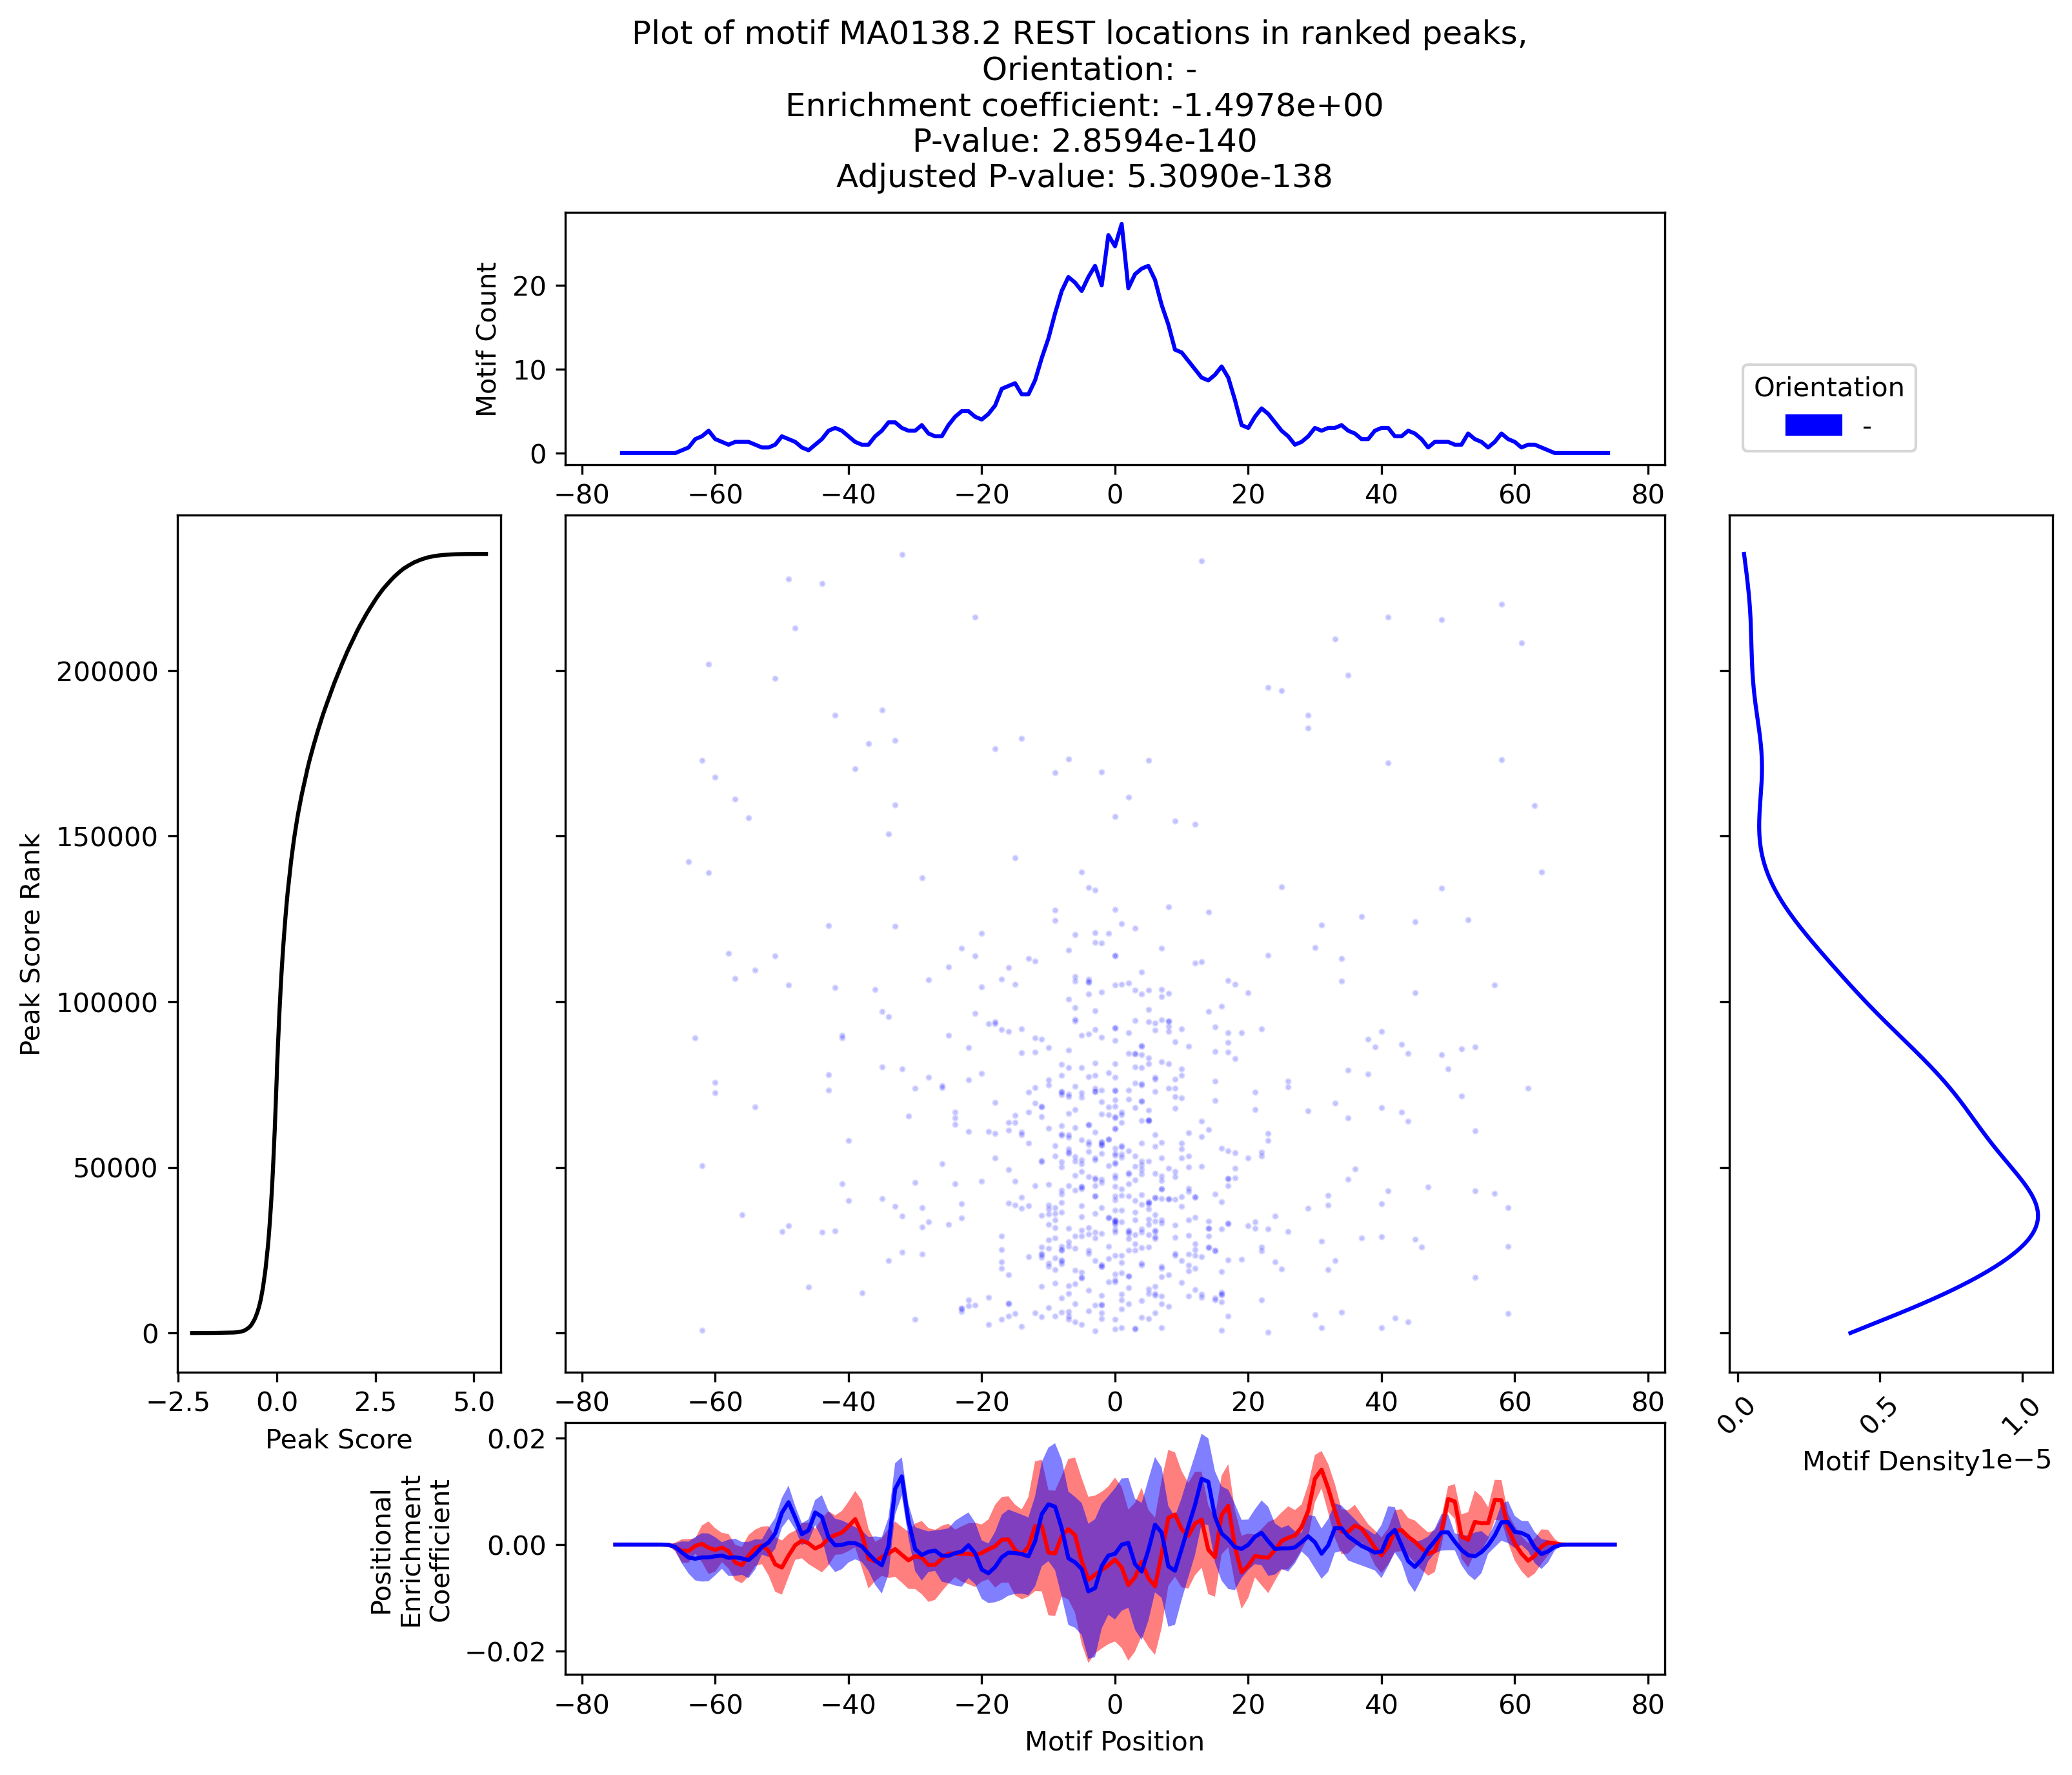 Plot of motif MA0138.2 REST locations in ranked peaks,
Orientation: -
Enrichment coefficient: -1.4978e+00
P-value: 2.8594e-140
Adjusted P-value: 5.3090e-138
Motif Count
20
10
0
−80 −60 −40 −20 0 20 40 60 80
Orientation
-
Peak Score Rank
200000
150000
100000
50000
0
−2.5 0.0 2.5 5.0
Peak Score
−80 −60 −40 −20 0 20 40 60 80
0.0 0.5 1.0
Motif Density
1e−5
Positional
Enrichment
Coefficient
0.02
0.00
−0.02
−80 −60 −40 −20 0 20 40 60 80
Motif Position